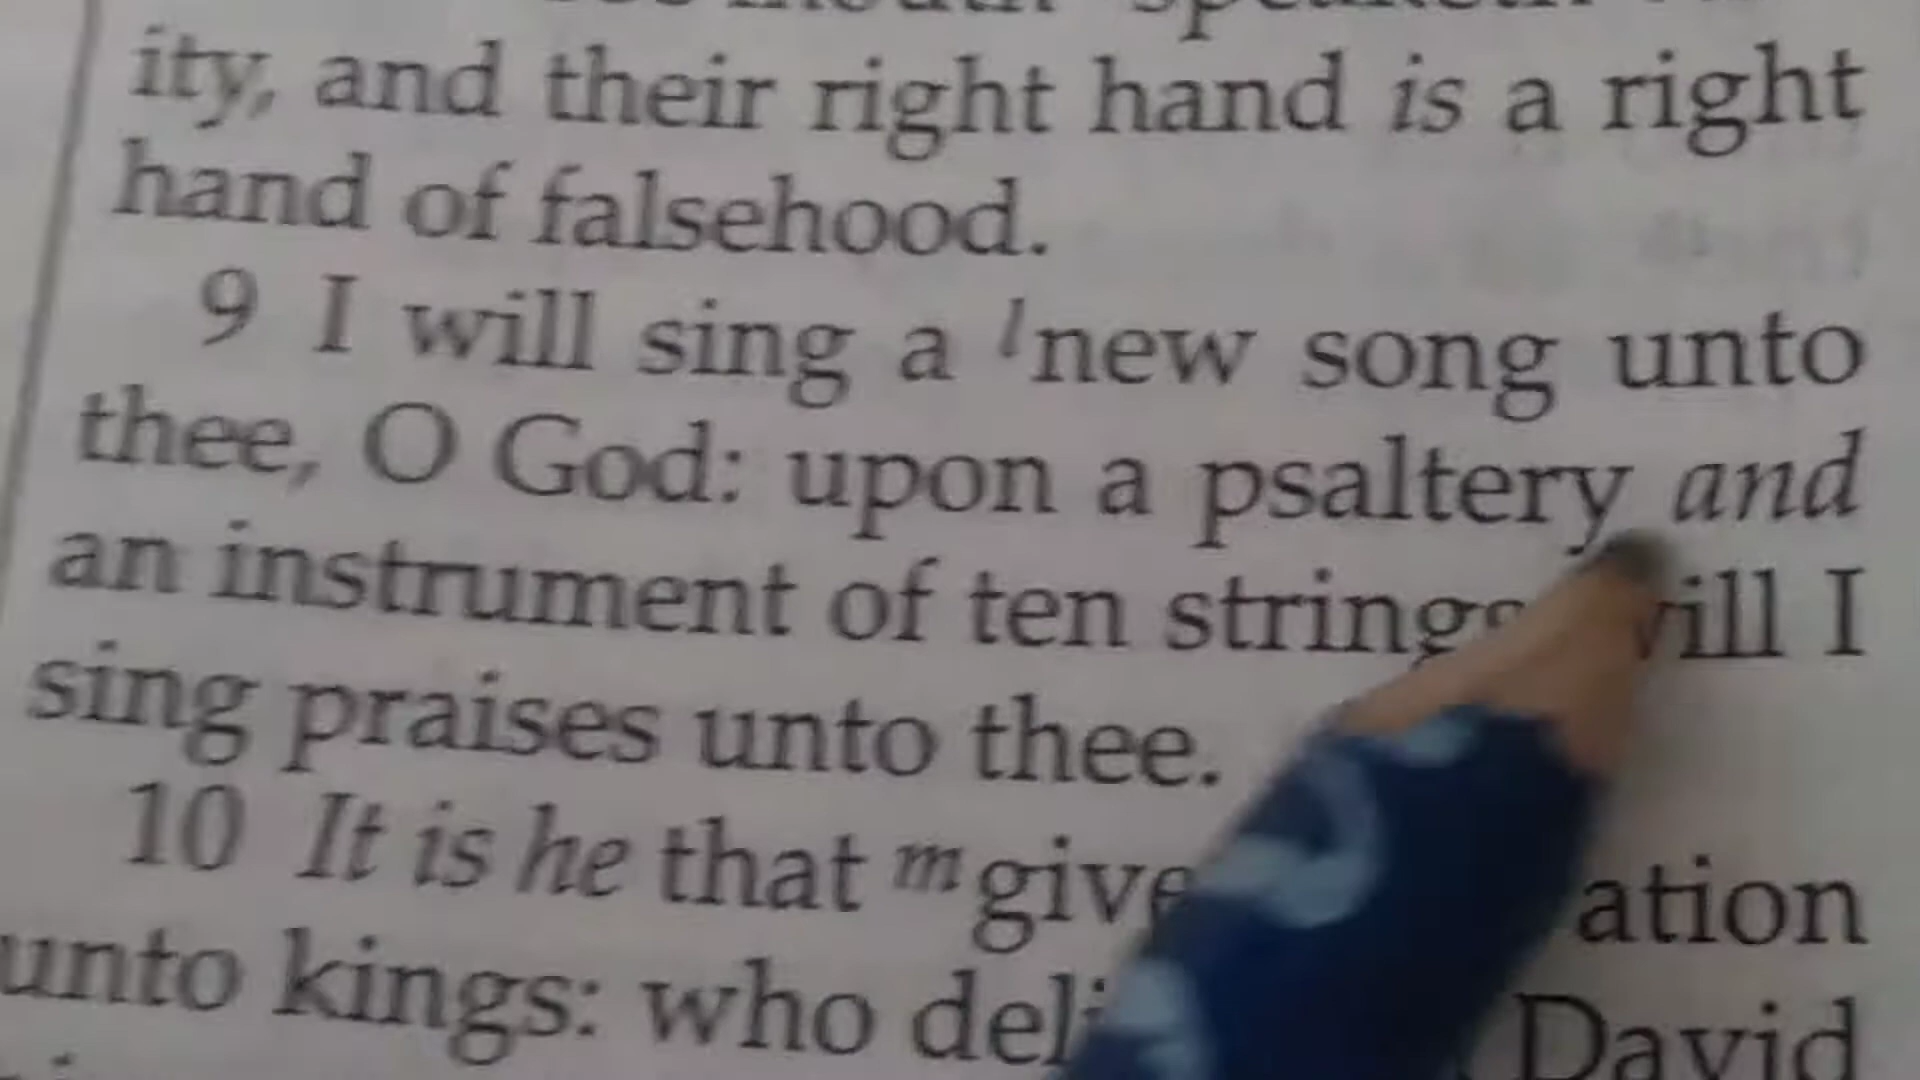 ity, and their right hand is a right
hand of falsehood.
9 I will sing a l new song unto
thee, O God: upon a psaltery and
an instrument of ten strings will I
sing praises unto thee.
10 It is he that m give ation
unto kings: who deli David